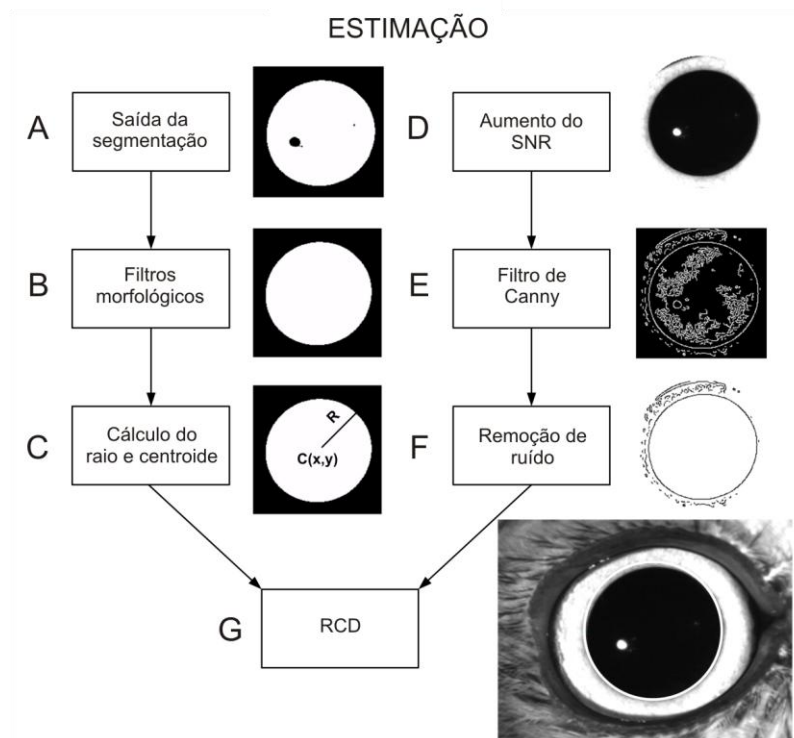 ESTIMAÇÃO
A
Saída da
segmentação
D
Aumento do
SNR
B
Filtros
morfológicos
E
Filtro de
Canny
C
Cálculo do
raio e centroide
R
C(x,y)
F
Remoção de
ruído
G
RCD